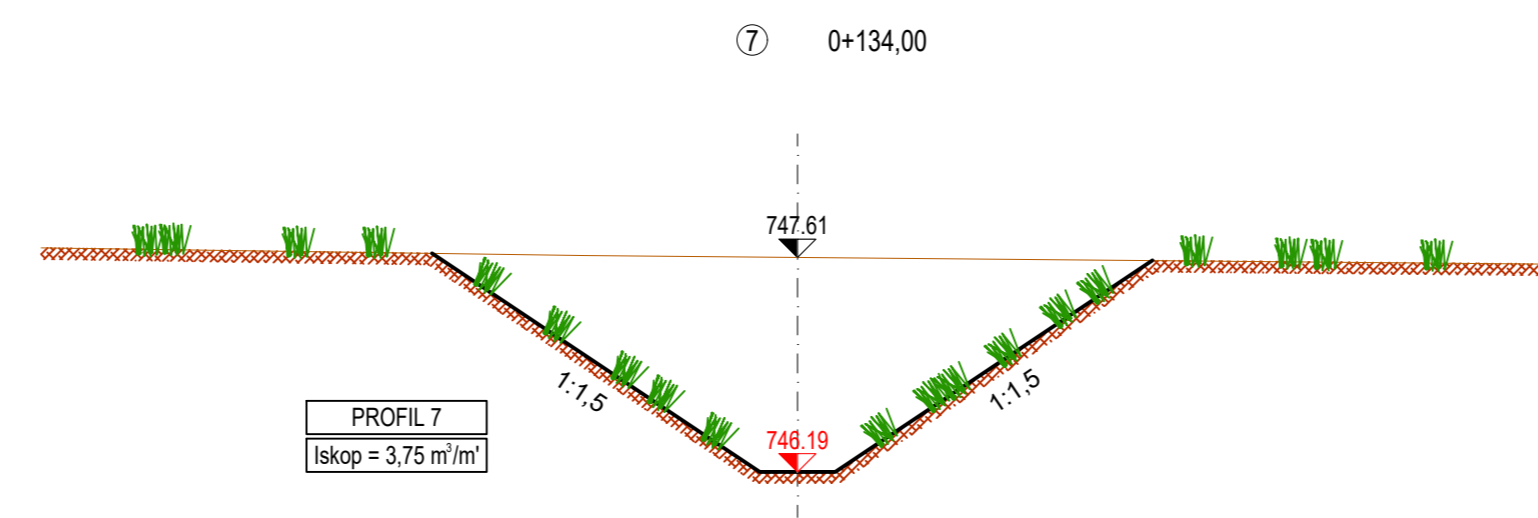 7 0+134,00
747.61
1:1,5
1:1,5
PROFIL 7
746.19
Iskop = 3,75 m³/m'